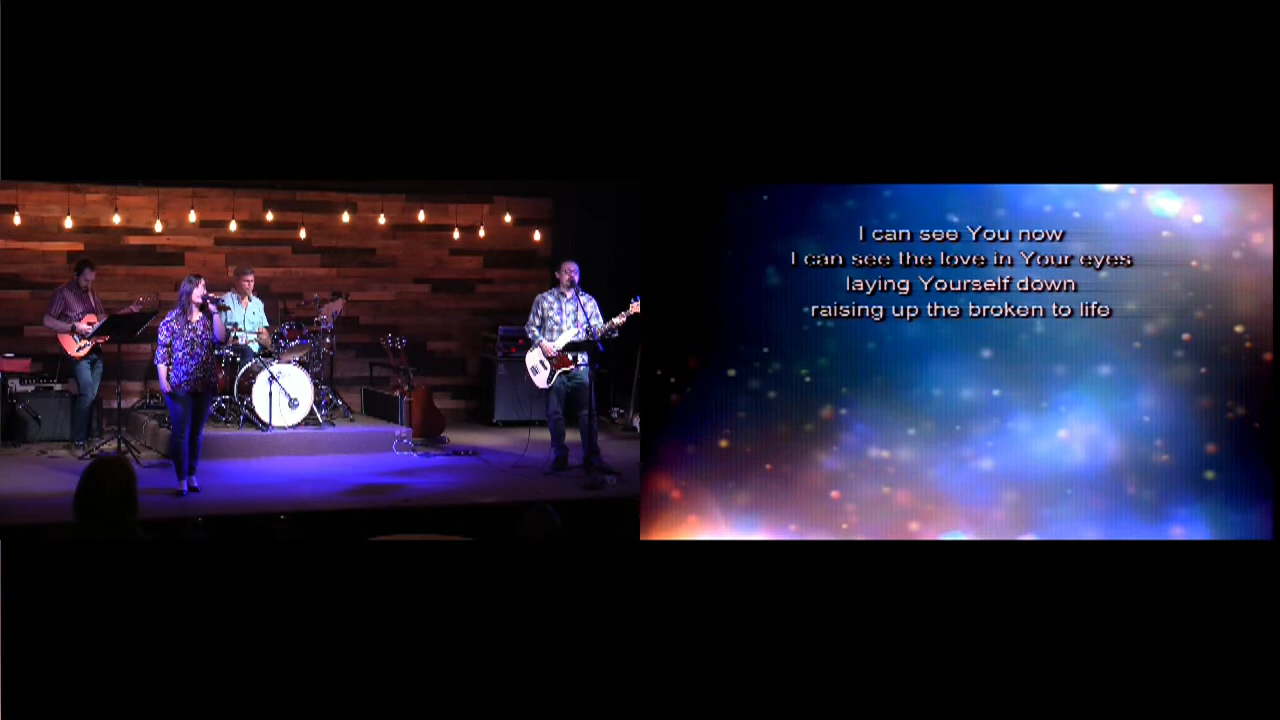 I can see You now
I can see the love in Your eyes
laying Yourself down
raising up the broken to life